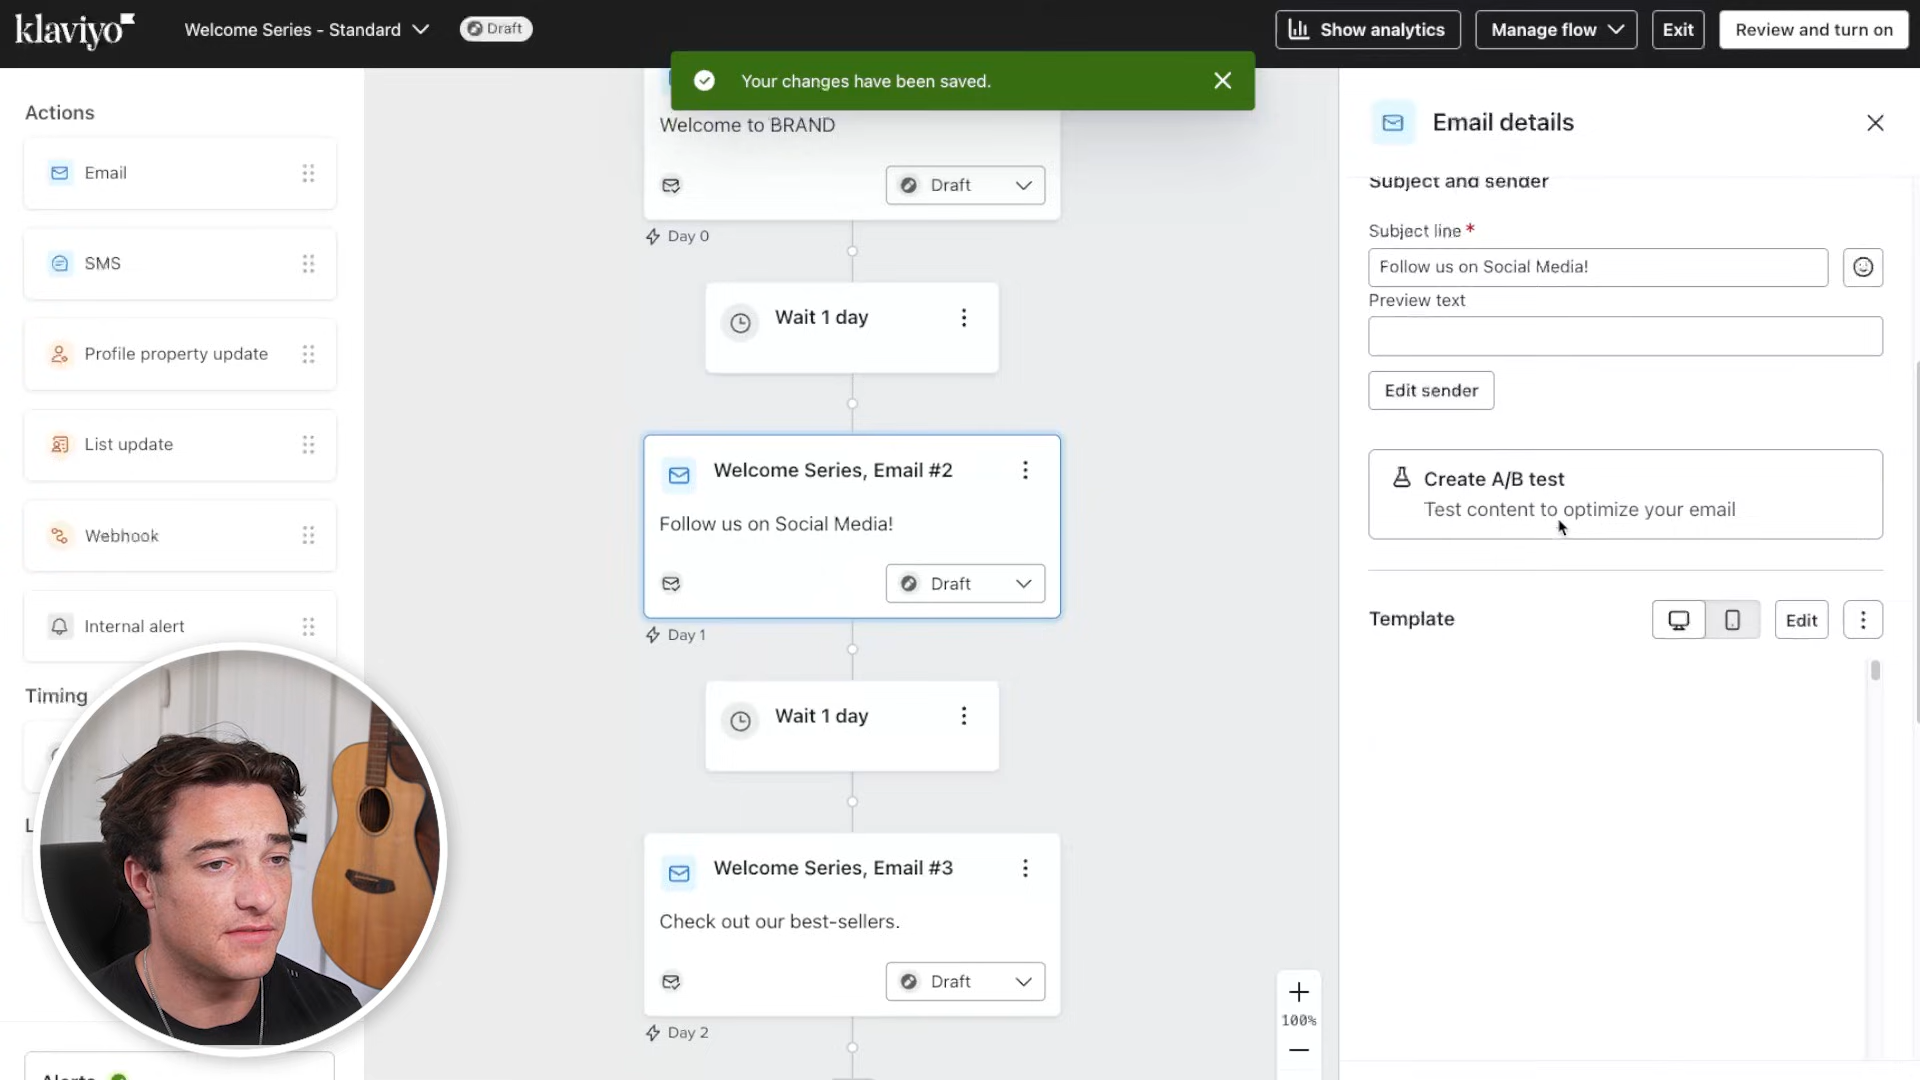 klaviyo
Welcome Series - Standard
Draft
Show analytics
Manage flow
Exit
Review and turn on
Your changes have been saved.
Actions
Email
SMS
Profile property update
List update
Webhook
Internal alert
Timing
Alerts
Welcome to BRAND
Draft
Day 0
Wait 1 day
Welcome Series, Email #2
Follow us on Social Media!
Draft
Day 1
Wait 1 day
Welcome Series, Email #3
Check out our best-sellers.
Draft
Day 2
100%
Email details
Subject and sender
Subject line *
Follow us on Social Media!
Preview text
Edit sender
Create A/B test
Test content to optimize your email
Template
Edit